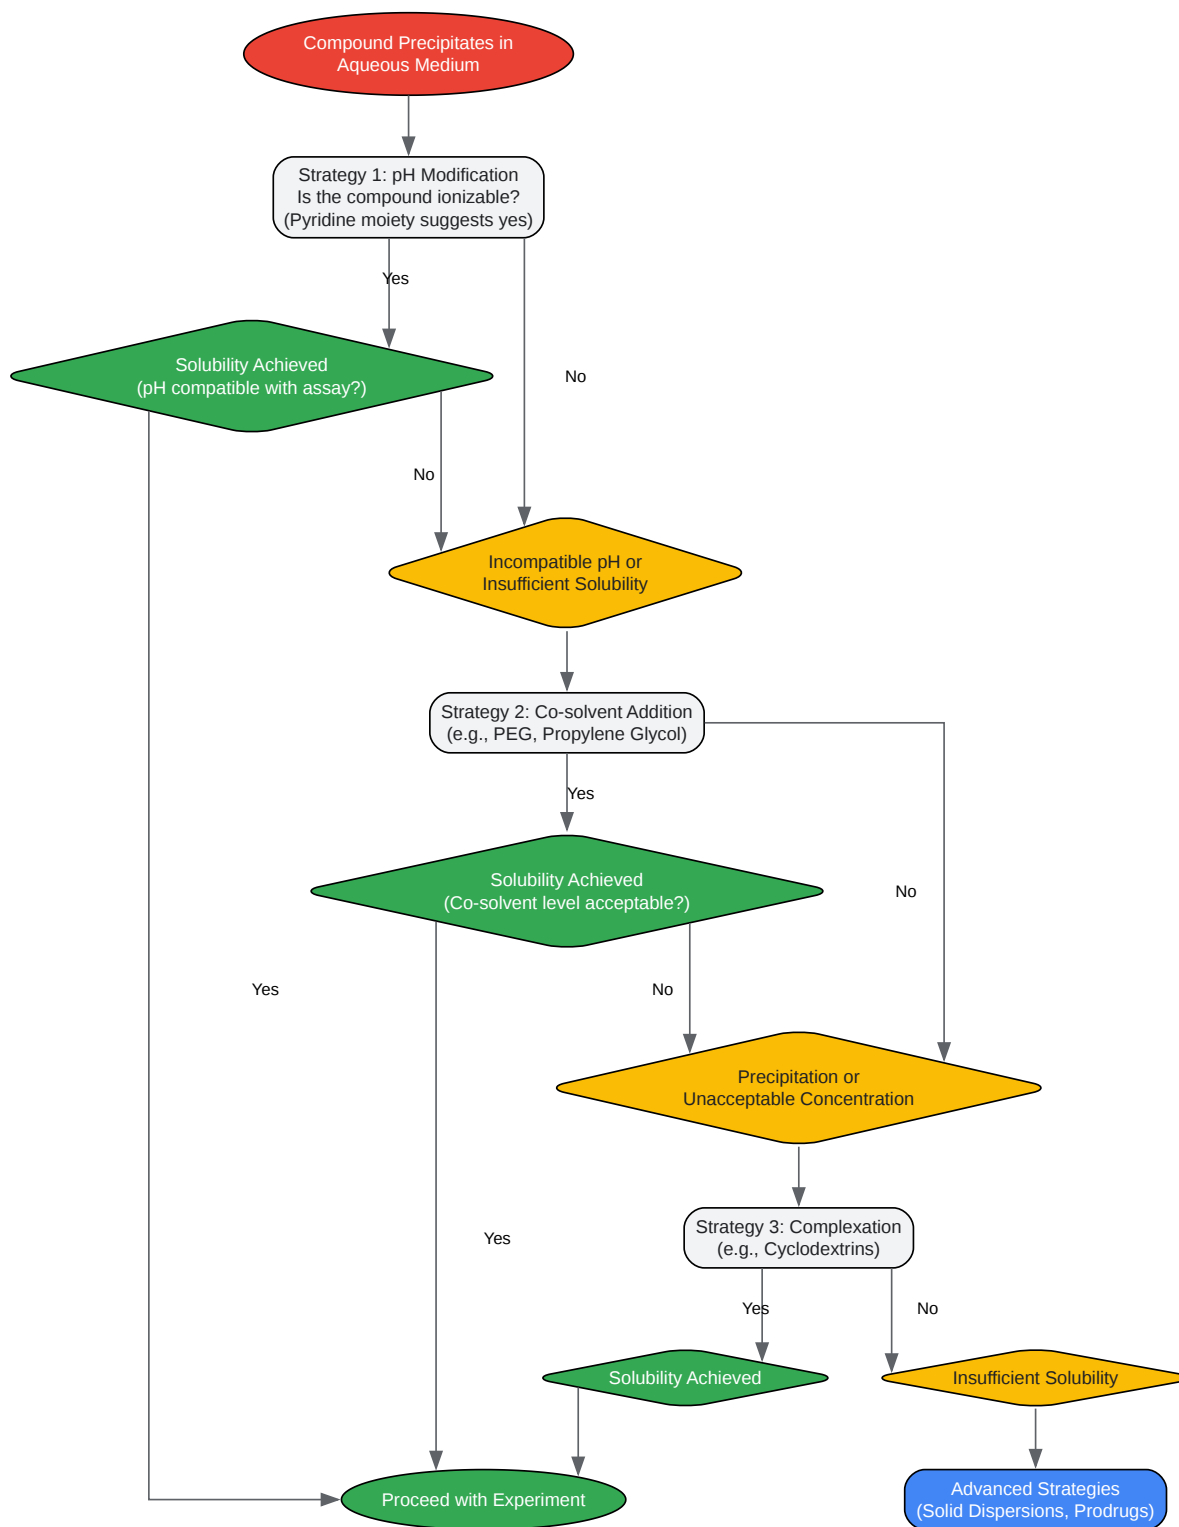 Compound Precipitates in
Aqueous Medium
Strategy 1: pH Modification
Is the compound ionizable?
(Pyridine moiety suggests yes)
Yes
Solubility Achieved
(pH compatible with assay?)
No
No
Incompatible pH or
Insufficient Solubility
Strategy 2: Co-solvent Addition
(e.g., PEG, Propylene Glycol)
Yes
Solubility Achieved
(Co-solvent level acceptable?)
No
Yes
No
Precipitation or
Unacceptable Concentration
Strategy 3: Complexation
(e.g., Cyclodextrins)
Yes
Yes
No
Solubility Achieved
Insufficient Solubility
Proceed with Experiment
Advanced Strategies
(Solid Dispersions, Prodrugs)